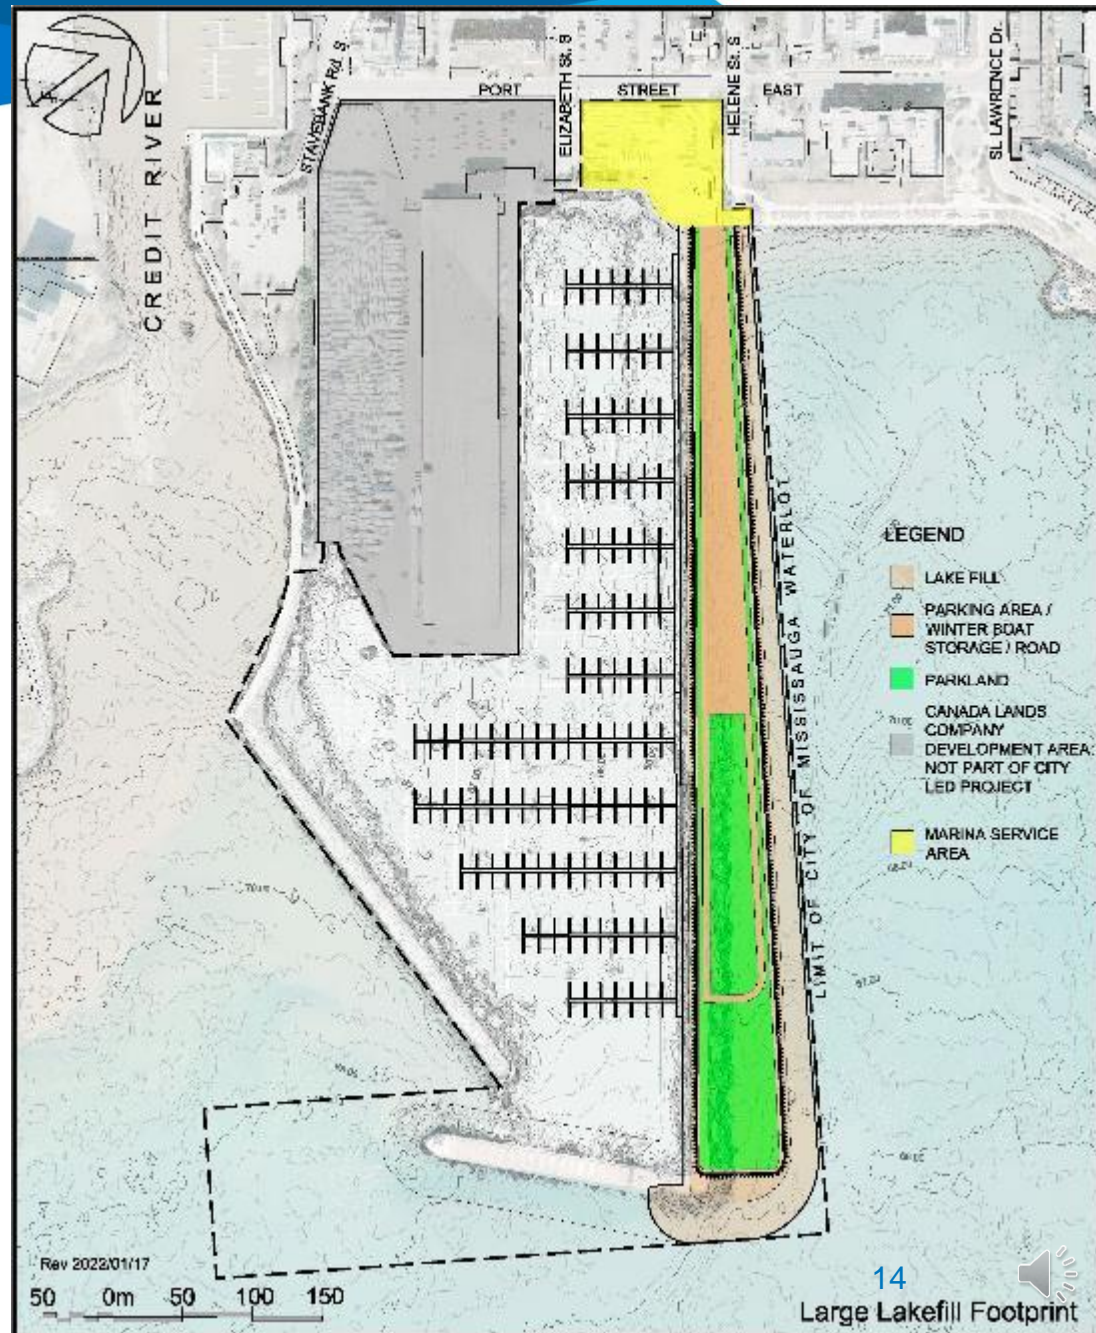 STAVEBANK Rd. S
PORT
ELIZABETH St. S
STREET
HELENE St. S
EAST
St. LAWRENCE Dr.
CREDIT RIVER
LIMIT OF CITY OF MISSISSAUGA WATERLOT
LEGEND
LAKE FILL
PARKING AREA /
WINTER BOAT
STORAGE / ROAD
PARKLAND
CANADA LANDS
COMPANY
DEVELOPMENT AREA:
NOT PART OF CITY
LED PROJECT
MARINA SERVICE
AREA
Rev 2022/01/17
50 0m 50 100 150
14
Large Lakefill Footprint